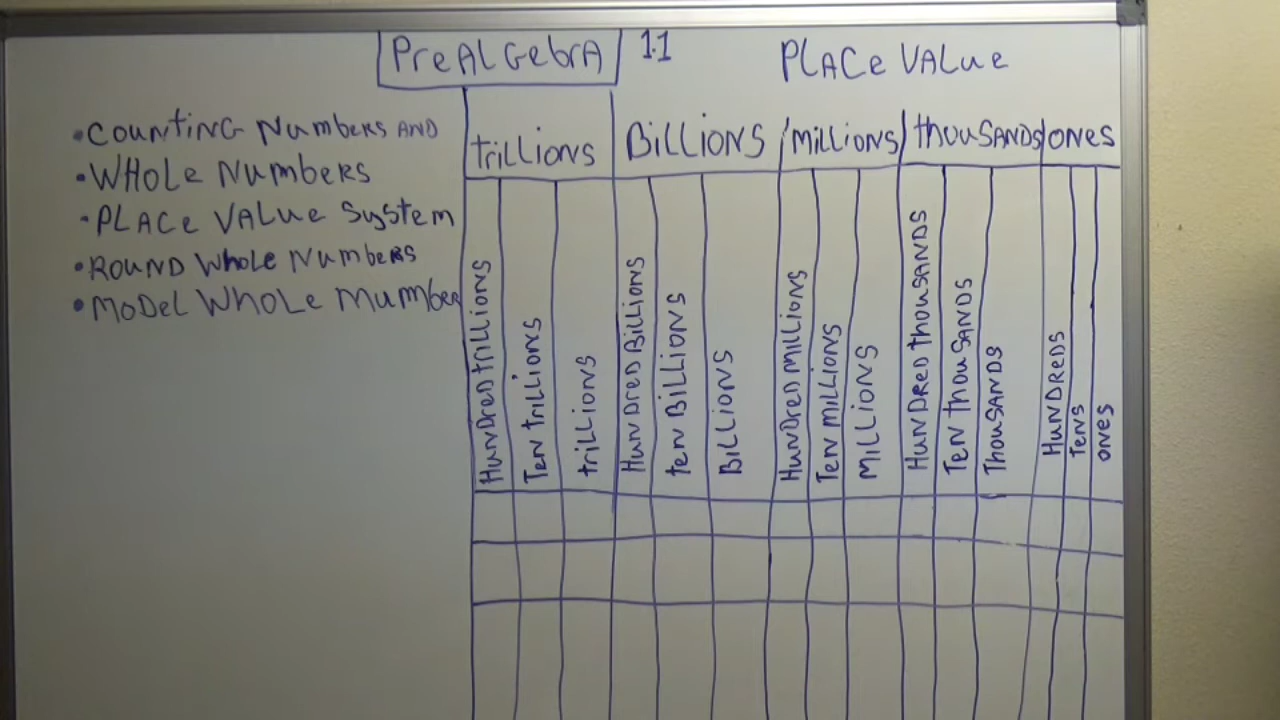 PreALGebrA 1.1 PLACe VALue
•COuNTiNG NumbeRs AND
•WHOLe NumbeRS
•PLACe VALue SyStem
•ROuND WhoLe NumbeRS
•MoDeL WHoLe Mumber
trillioNS BiLLiONS MiLLiONS thouSANDS ONeS
HuNDreD trillioNS
Ten trillioNS
trillioNS
HuNDreD BiLLiONS
ten BiLLiONS
BiLLiONS
HuNDreD MiLLiONS
Ten MiLLiONS
MiLLiONS
HuNDReD thouSANDS
TeN thouSANDS
ThouSANDS
HuNDReDS
TeNS
oNeS